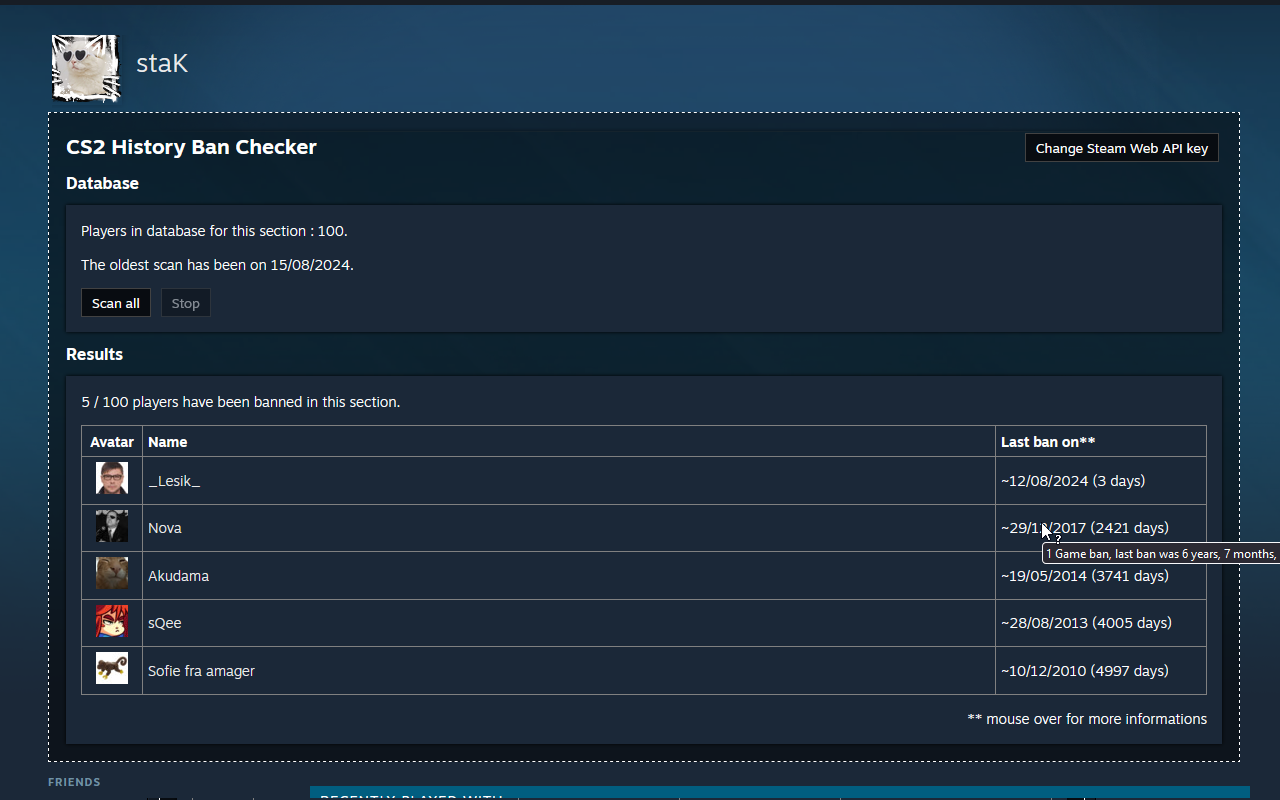 staK
CS2 History Ban Checker
Change Steam Web API key
Database
Players in database for this section : 100.
The oldest scan has been on 15/08/2024.
Scan all
Stop
Results
5 / 100 players have been banned in this section.
Avatar Name Last ban on**
_Lesik_ ~12/08/2024 (3 days)
Nova ~29/12/2017 (2421 days)
1 Game ban, last ban was 6 years, 7 months,
Akudama ~19/05/2014 (3741 days)
sQee ~28/08/2013 (4005 days)
Sofie fra amager ~10/12/2010 (4997 days)
** mouse over for more informations
FRIENDS
RECENTLY PLAYED WITH